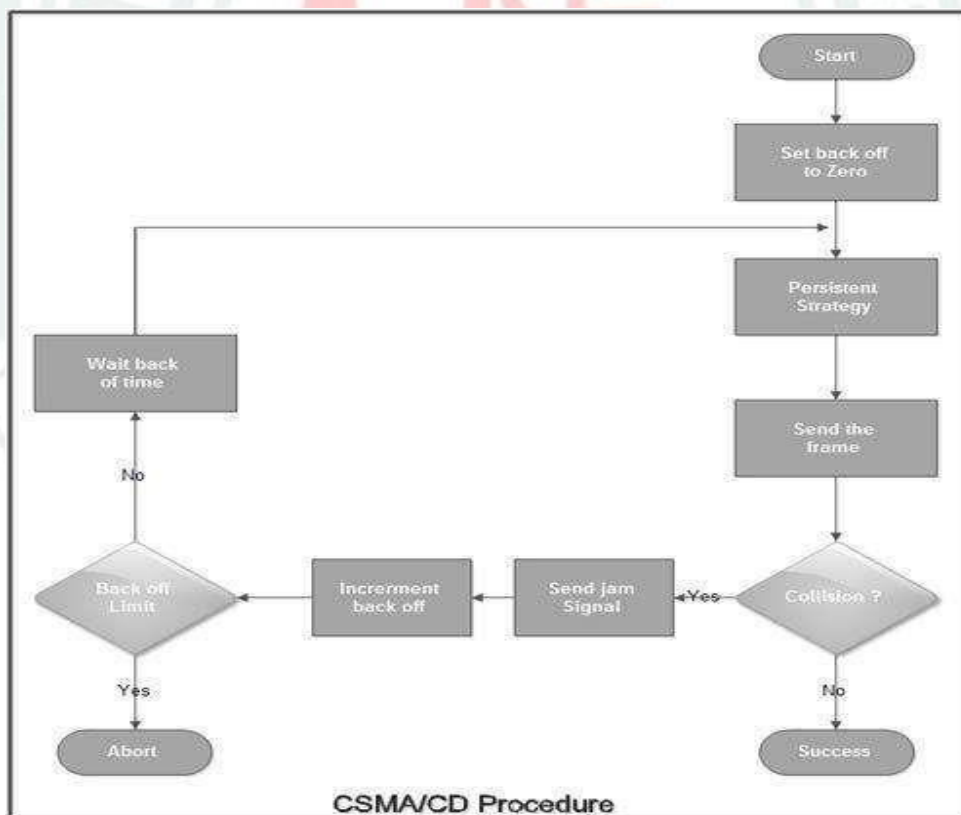 Start
Set back off
to Zero
Persistent
Strategy
Wait back
of time
Send the
frame
No
Back off
Limit
Increrment
back off
Send jam
Signal
Yes
Collision ?
Yes
No
Abort
Success
CSMA/CD Procedure